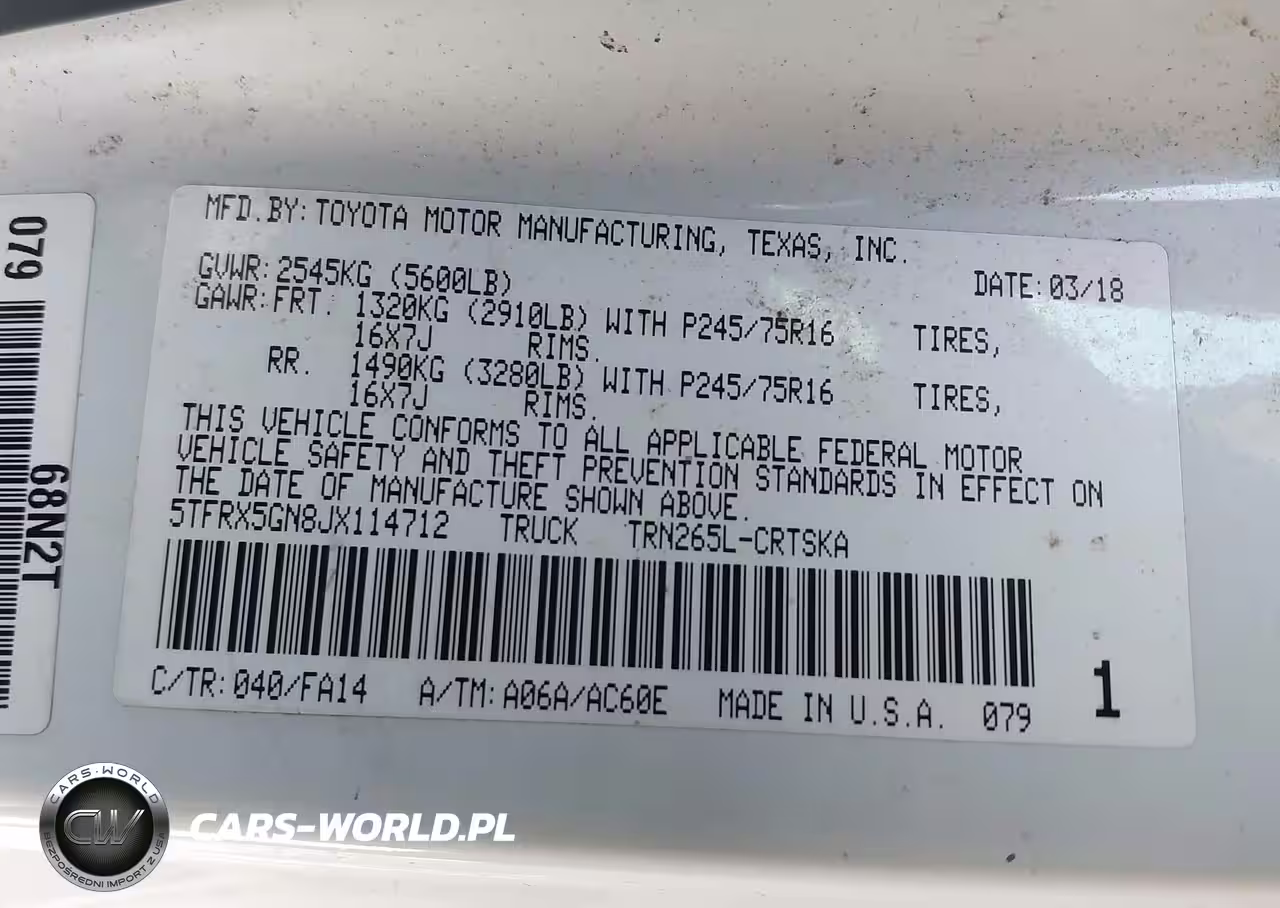 079
68N2T
MFD.BY: TOYOTA MOTOR MANUFACTURING, TEXAS, INC.
DATE: 03/18
GVWR: 2545KG (5600LB)
GAWR: FRT. 1320KG (2910LB) WITH P245/75R16 TIRES,
16X7J RIMS.
RR. 1490KG (3280LB) WITH P245/75R16 TIRES,
16X7J RIMS.
THIS VEHICLE CONFORMS TO ALL APPLICABLE FEDERAL MOTOR
VEHICLE SAFETY AND THEFT PREVENTION STANDARDS IN EFFECT ON
THE DATE OF MANUFACTURE SHOWN ABOVE.
5TFRX5GN8JX114712 TRUCK TRN265L-CRTSKA
C/TR: 040/FA14 A/TM: A06A/AC60E MADE IN U.S.A. 079
1
CARS-WORLD
CW
BEZPOŚREDNI IMPORT Z USA
CARS-WORLD.PL